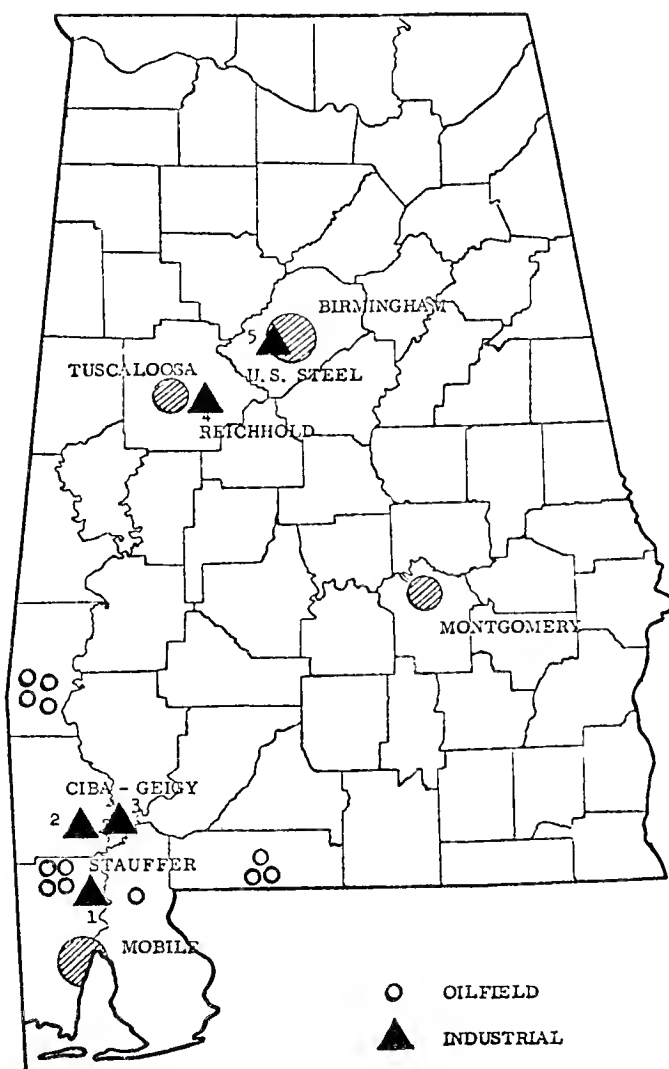 BIRMINGHAM
5
TUSCALOOSA
U.S. STEEL
4
REICHHOLD
MONTGOMERY
CIBA - GEIGY
2
3
STAUFFER
1
MOBILE
OILFIELD
INDUSTRIAL